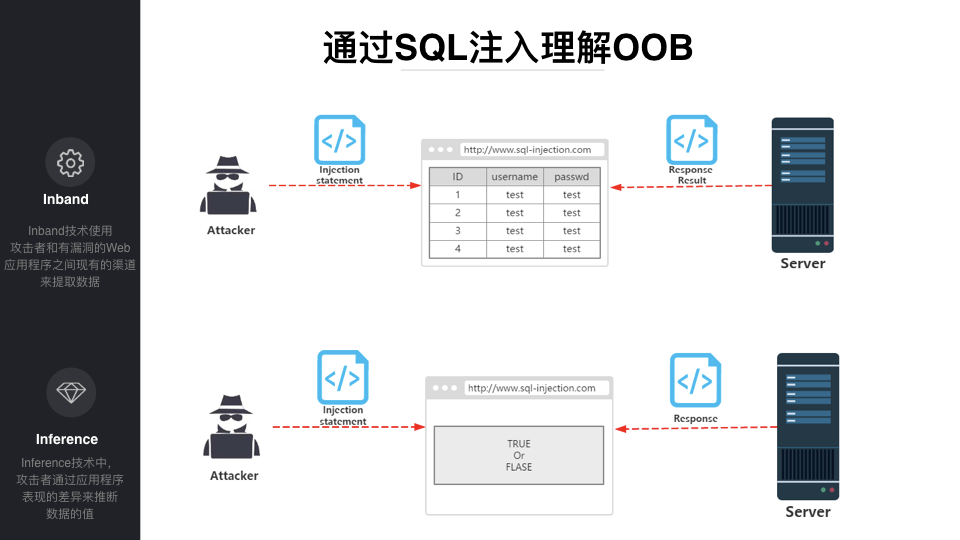 通过SQL注入理解OOB
Inband
Inband技术使用
攻击者和有漏洞的Web
应用程序之间现有的渠道
来提取数据
Attacker
Injection
statement
http://www.sql-injection.com
ID username passwd
1 test test
2 test test
3 test test
4 test test
Response
Result
Server
Inference
Inference技术中,
攻击者通过应用程序
表现的差异来推断
数据的值
Attacker
Injection
statement
http://www.sql-injection.com
TRUE
Or
FLASE
Response
Server